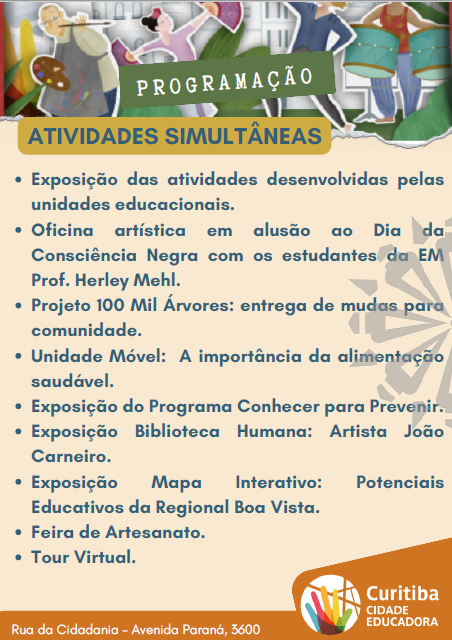 PROGRAMAÇÃO
ATIVIDADES SIMULTÂNEAS
• Exposição das atividades desenvolvidas pelas
unidades educacionais.
• Oficina artística em alusão ao Dia da
Consciência Negra com os estudantes da EM
Prof. Herley Mehl.
• Projeto 100 Mil Árvores: entrega de mudas para
comunidade.
• Unidade Móvel: A importância da alimentação
saudável.
• Exposição do Programa Conhecer para Prevenir.
• Exposição Biblioteca Humana: Artista João
Carneiro.
• Exposição Mapa Interativo: Potenciais
Educativos da Regional Boa Vista.
• Feira de Artesanato.
• Tour Virtual.
Curitiba
CIDADE
EDUCADORA
Rua da Cidadania - Avenida Paraná, 3600